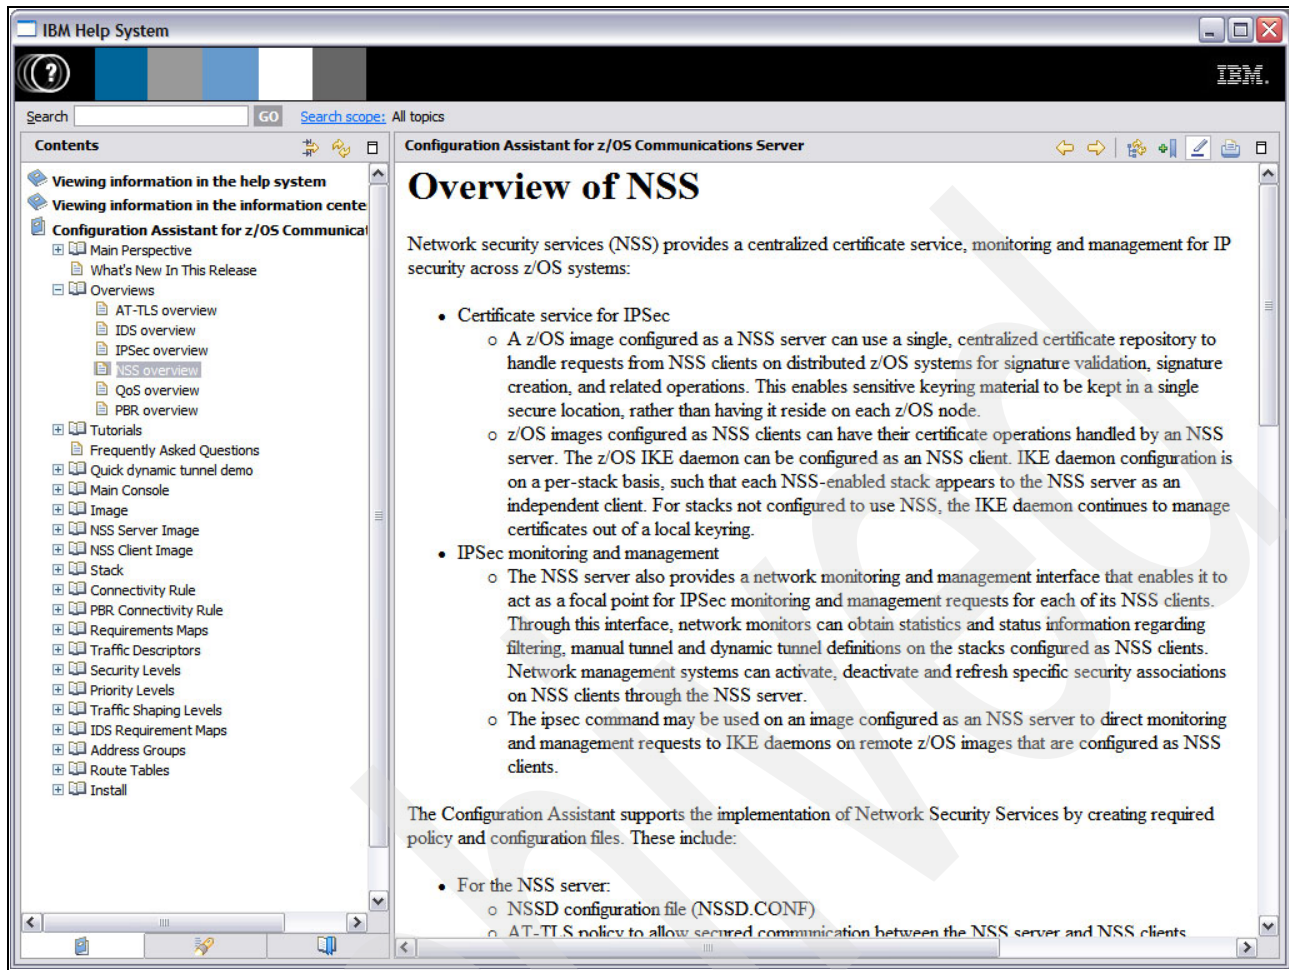 IBM Help System
IBM.
Search
GO
Search scope: All topics
Contents
Viewing information in the help system
Viewing information in the information cente
Configuration Assistant for z/OS Communicat
Main Perspective
What's New In This Release
Overviews
AT-TLS overview
IDS overview
IPSec overview
NSS overview
QoS overview
PBR overview
Tutorials
Frequently Asked Questions
Quick dynamic tunnel demo
Main Console
Image
NSS Server Image
NSS Client Image
Stack
Connectivity Rule
PBR Connectivity Rule
Requirements Maps
Traffic Descriptors
Security Levels
Priority Levels
Traffic Shaping Levels
IDS Requirement Maps
Address Groups
Route Tables
Install
Configuration Assistant for z/OS Communications Server
Overview of NSS
Network security services (NSS) provides a centralized certificate service, monitoring and management for IP
security across z/OS systems:
• Certificate service for IPSec
o A z/OS image configured as a NSS server can use a single, centralized certificate repository to
handle requests from NSS clients on distributed z/OS systems for signature validation, signature
creation, and related operations. This enables sensitive keyring material to be kept in a single
secure location, rather than having it reside on each z/OS node.
o z/OS images configured as NSS clients can have their certificate operations handled by an NSS
server. The z/OS IKE daemon can be configured as an NSS client. IKE daemon configuration is
on a per-stack basis, such that each NSS-enabled stack appears to the NSS server as an
independent client. For stacks not configured to use NSS, the IKE daemon continues to manage
certificates out of a local keyring.
• IPSec monitoring and management
o The NSS server also provides a network monitoring and management interface that enables it to
act as a focal point for IPSec monitoring and management requests for each of its NSS clients.
Through this interface, network monitors can obtain statistics and status information regarding
filtering, manual tunnel and dynamic tunnel definitions on the stacks configured as NSS clients.
Network management systems can activate, deactivate and refresh specific security associations
on NSS clients through the NSS server.
o The ipsec command may be used on an image configured as an NSS server to direct monitoring
and management requests to IKE daemons on remote z/OS images that are configured as NSS
clients.
The Configuration Assistant supports the implementation of Network Security Services by creating required
policy and configuration files. These include:
• For the NSS server:
o NSSD configuration file (NSSD.CONF)
o AT-TLS policy to allow secured communication between the NSS server and NSS clients